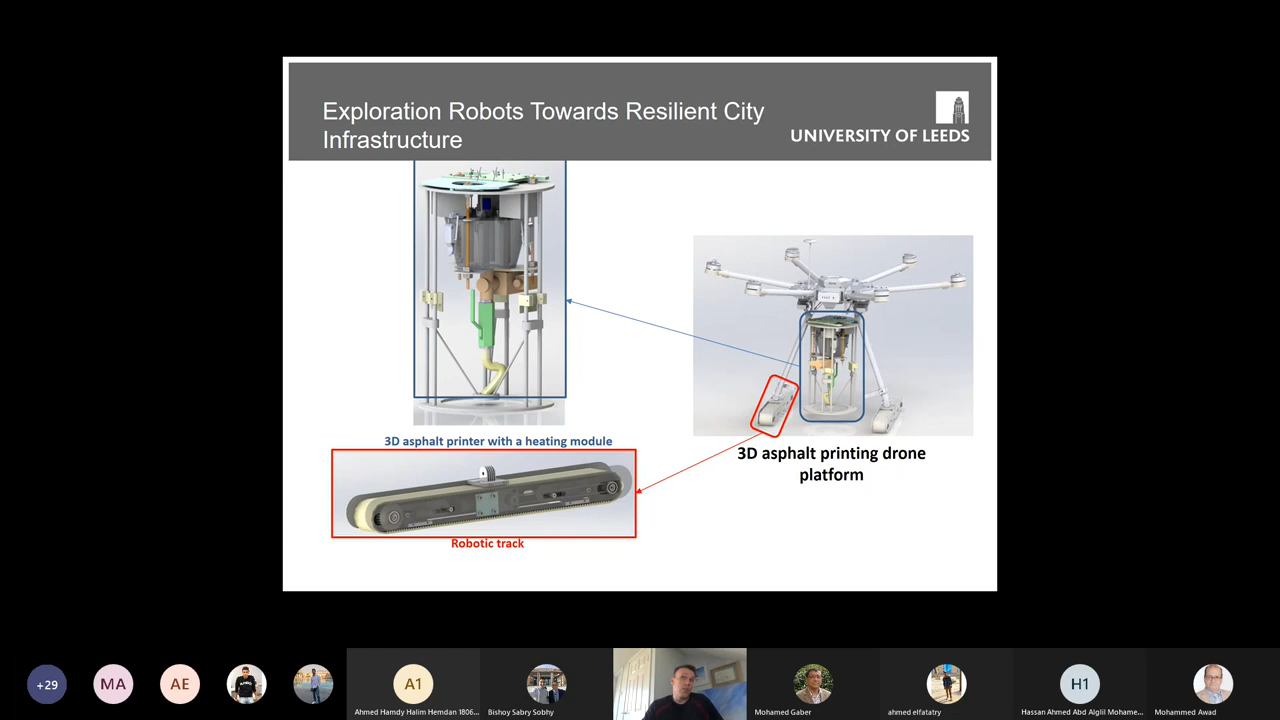 Exploration Robots Towards Resilient City
Infrastructure
UNIVERSITY OF LEEDS
3D asphalt printer with a heating module
3D asphalt printing drone
platform
Robotic track
+29
MA
AE
A1
H1
Ahmed Hamdy Halim Hemdan 1806...
Bishoy Sabry Sobhy
Mohamed Gaber
ahmed elfatatry
Hassan Ahmed Abd Alglil Mohame...
Mohammed Awad